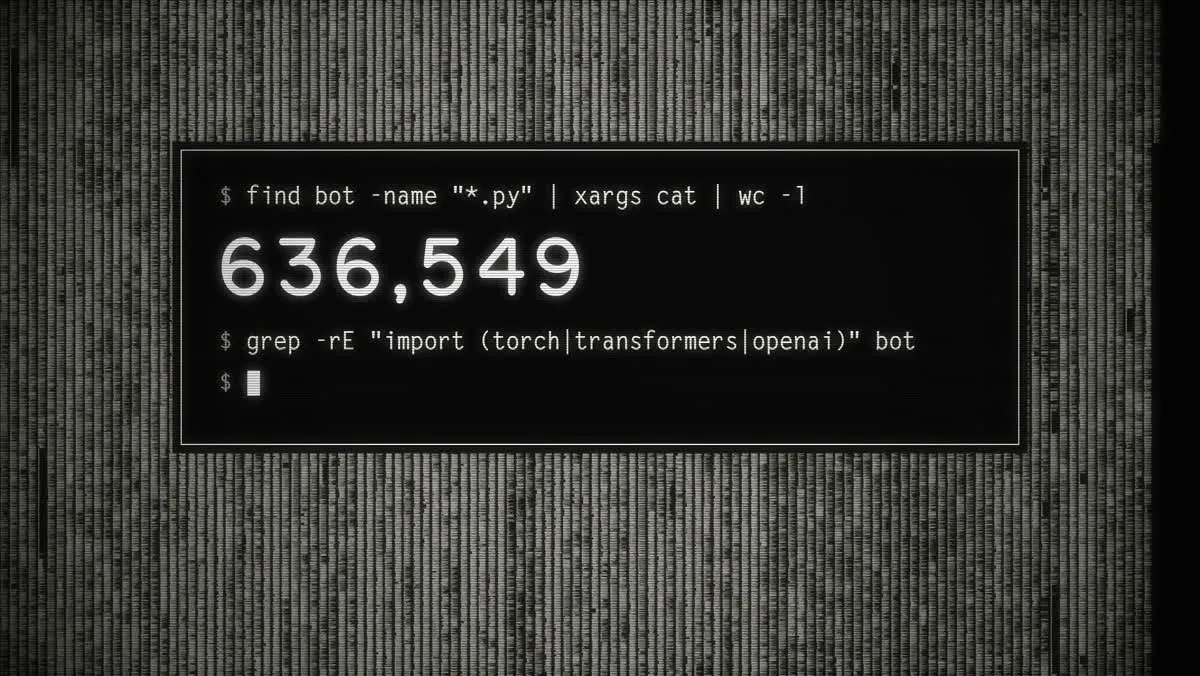 $ find bot -name "*.py" | xargs cat | wc -l
636,549
$ grep -rE "import (torch|transformers|openai)" bot
$